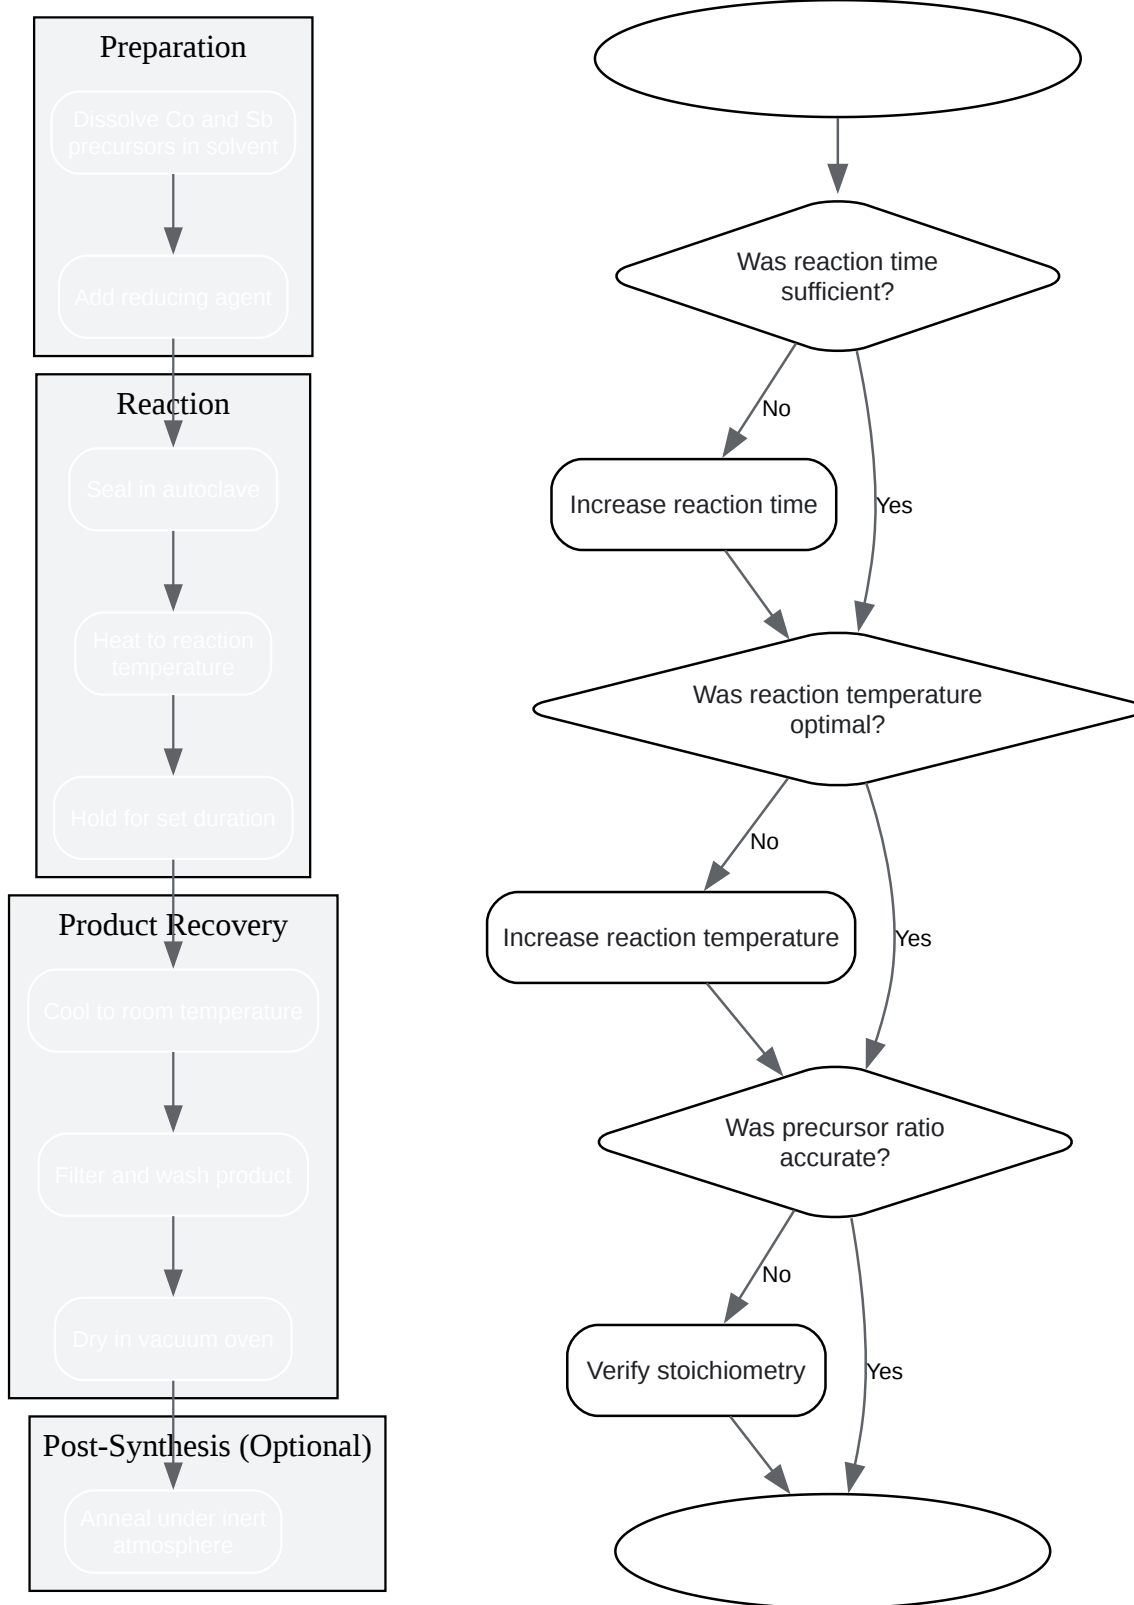 Preparation
Dissolve Co and Sb
precursors in solvent
Add reducing agent
Reaction
Seal in autoclave
Heat to reaction
temperature
Hold for set duration
Product Recovery
Cool to room temperature
Filter and wash product
Dry in vacuum oven
Post-Synthesis (Optional)
Anneal under inert
atmosphere
Was reaction time
sufficient?
No
Increase reaction time
Yes
Was reaction temperature
optimal?
No
Increase reaction temperature
Yes
Was precursor ratio
accurate?
No
Verify stoichiometry
Yes